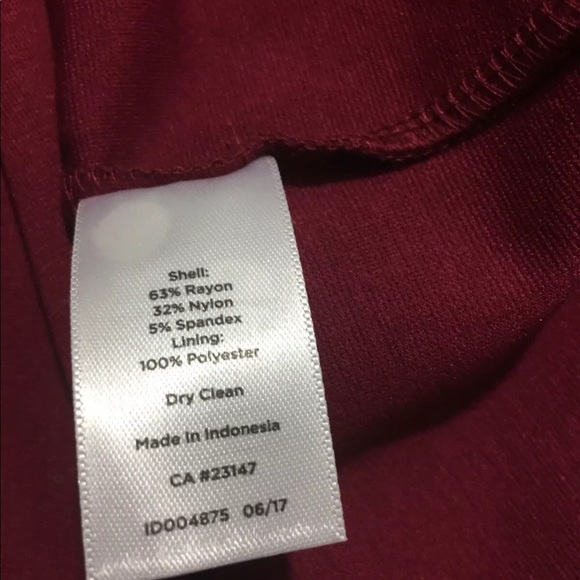 Shell:
63% Rayon
32% Nylon
5% Spandex
Lining:
100% Polyester
Dry Clean
Made In Indonesia
CA #23147
ID004875 06/17